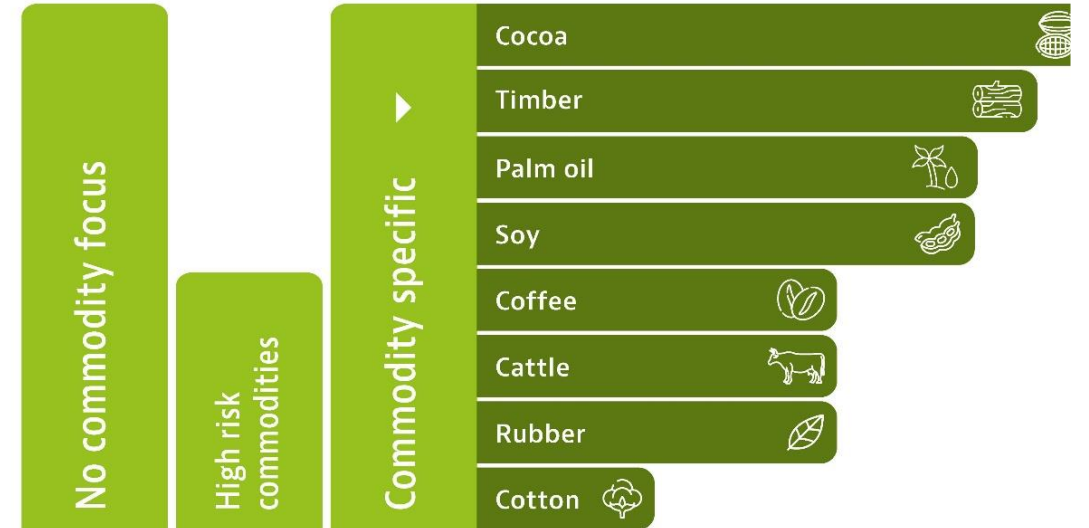 No commodity focus
High risk
commodities
Commodity specific
Cocoa
Timber
Palm oil
Soy
Coffee
Cattle
Rubber
Cotton